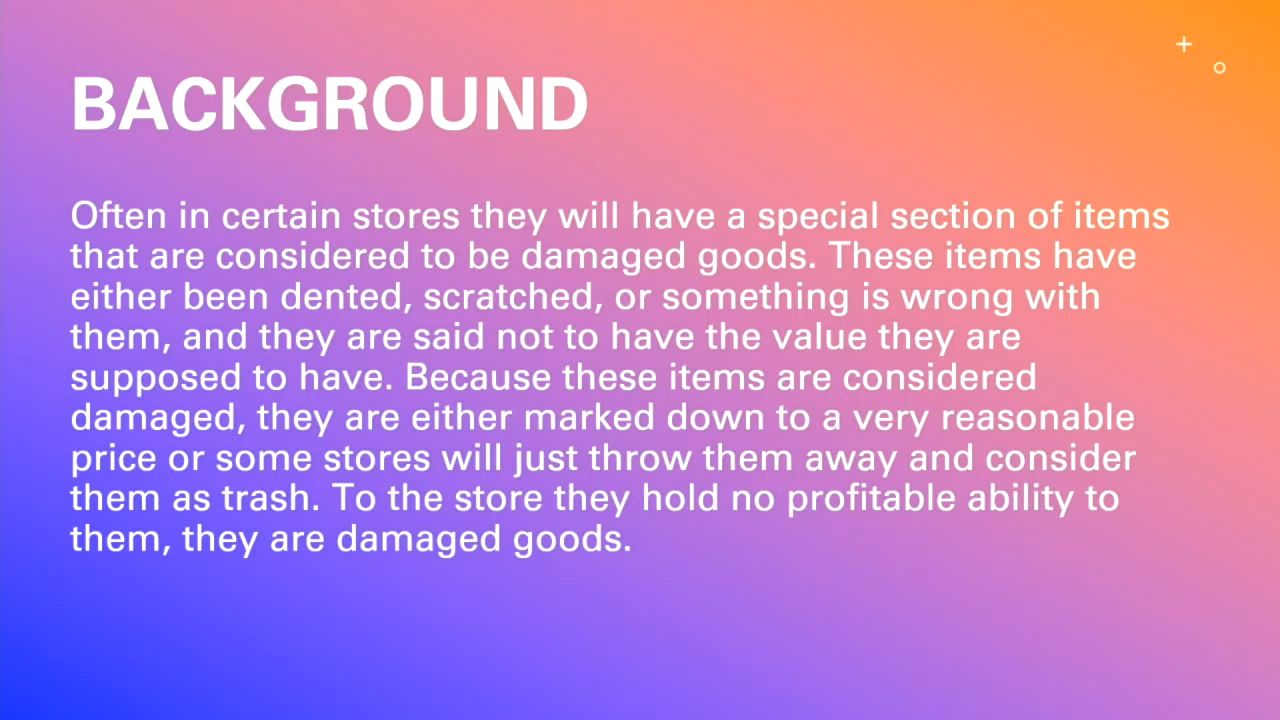 BACKGROUND
Often in certain stores they will have a special section of items
that are considered to be damaged goods. These items have
either been dented, scratched, or something is wrong with
them, and they are said not to have the value they are
supposed to have. Because these items are considered
damaged, they are either marked down to a very reasonable
price or some stores will just throw them away and consider
them as trash. To the store they hold no profitable ability to
them, they are damaged goods.